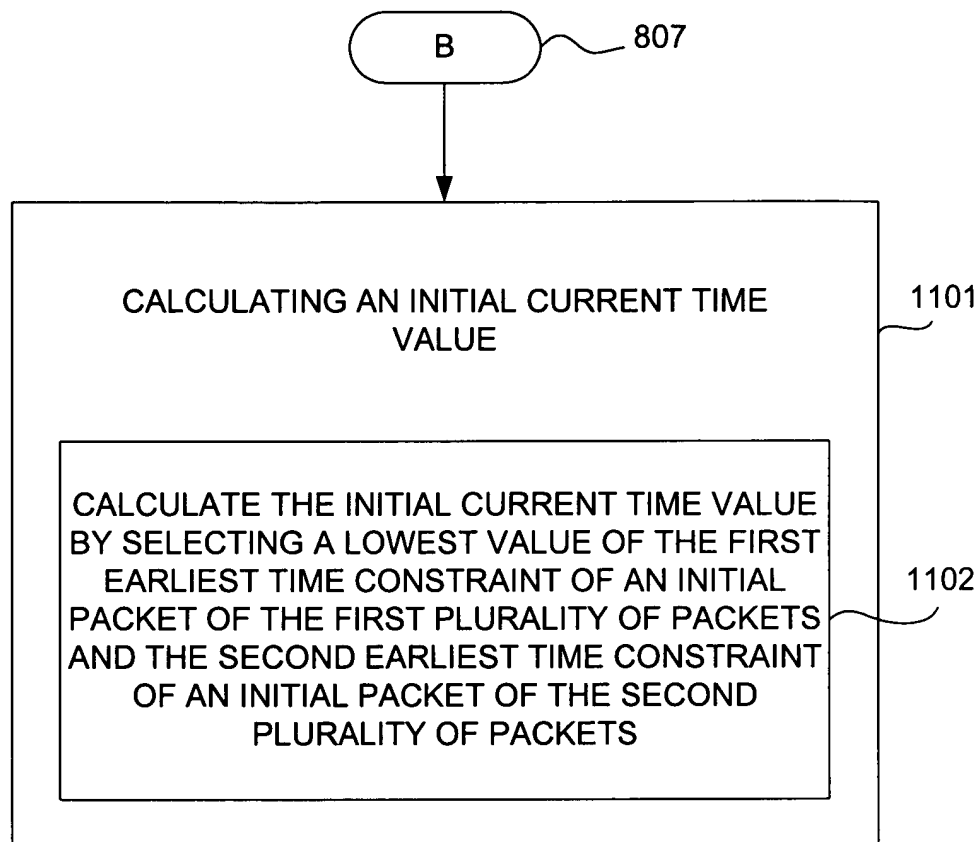 B
807
CALCULATING AN INITIAL CURRENT TIME
VALUE
1101
CALCULATE THE INITIAL CURRENT TIME VALUE
BY SELECTING A LOWEST VALUE OF THE FIRST
EARLIEST TIME CONSTRAINT OF AN INITIAL
PACKET OF THE FIRST PLURALITY OF PACKETS
AND THE SECOND EARLIEST TIME CONSTRAINT
OF AN INITIAL PACKET OF THE SECOND
PLURALITY OF PACKETS
1102